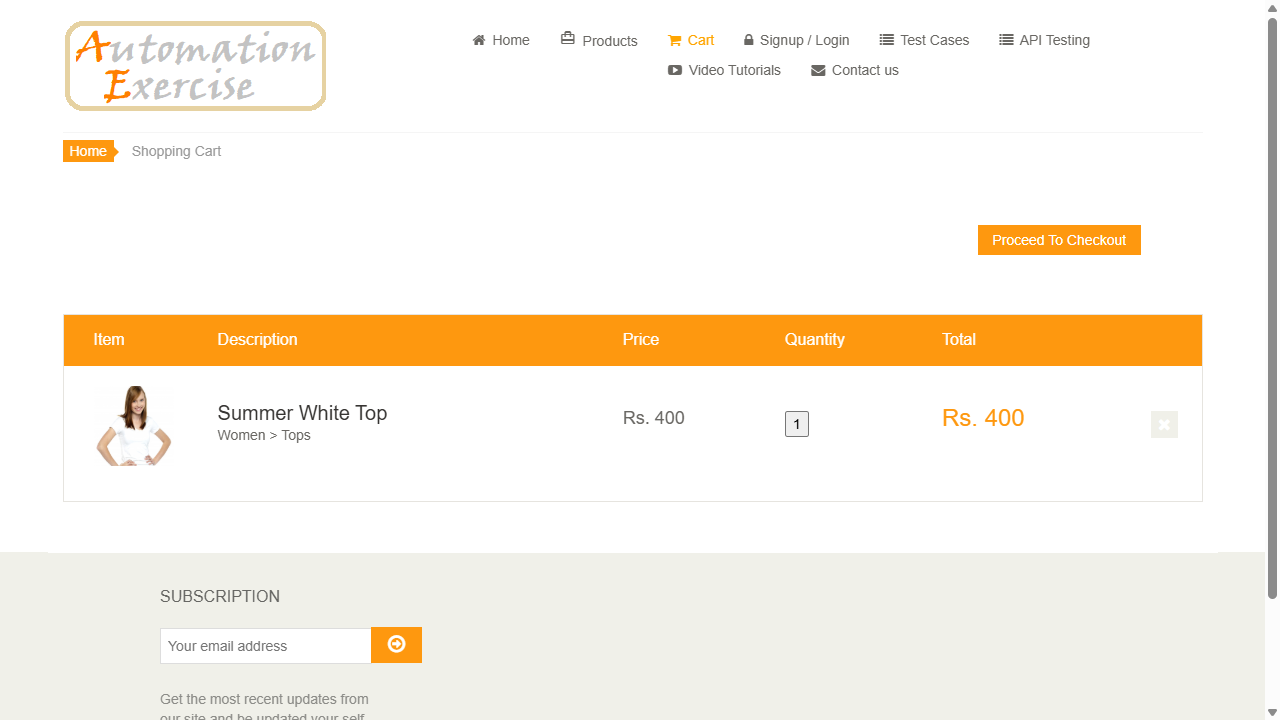 Automation
Exercise
Home
Products
Cart
Signup / Login
Test Cases
API Testing
Video Tutorials
Contact us
Home
Shopping Cart
Proceed To Checkout
Item Description Price Quantity Total
Summer White Top
Women > Tops
Rs. 400
1
Rs. 400
SUBSCRIPTION
Your email address
Get the most recent updates from
our site and be updated your self